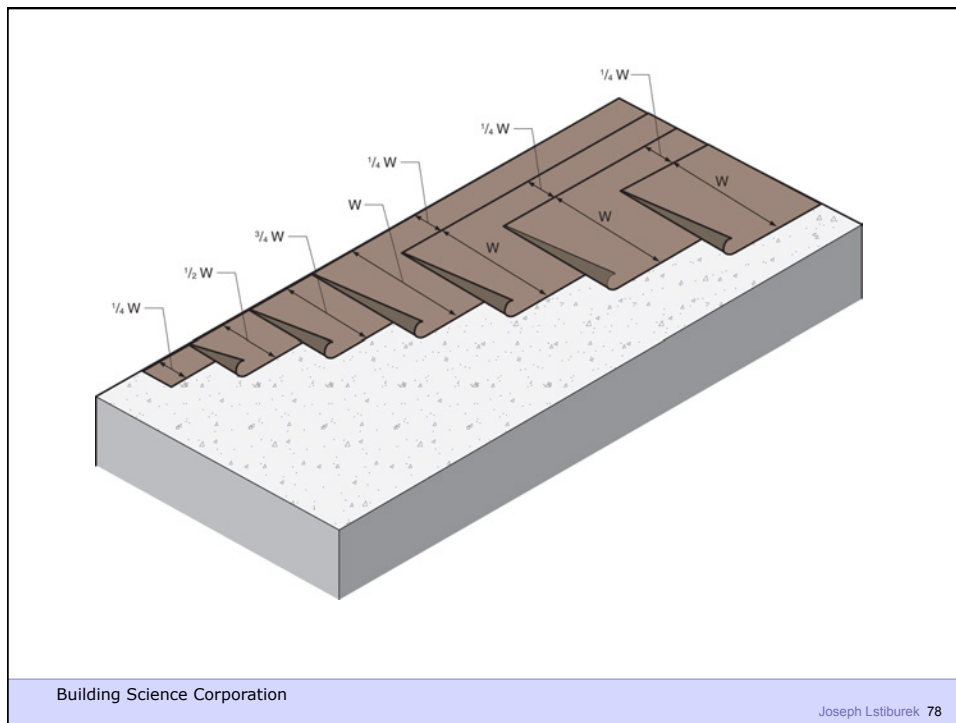 ¼ W
¼ W
¼ W
W
W
¾ W
W
W
½ W
¼ W
Building Science Corporation
Joseph Lstiburek 78